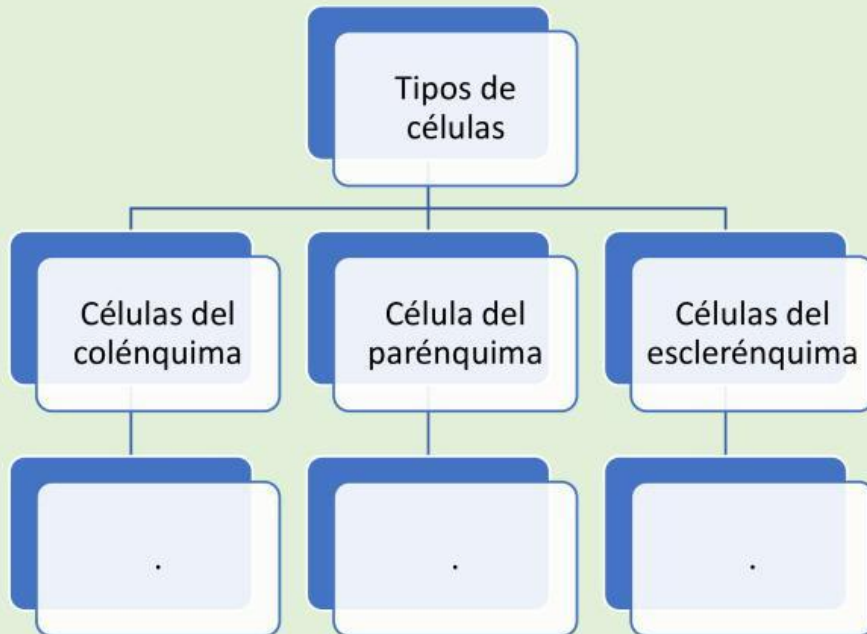 Tipos de
células
Células del
colénquima
Célula del
parénquima
Células del
esclerénquima
.
.
.